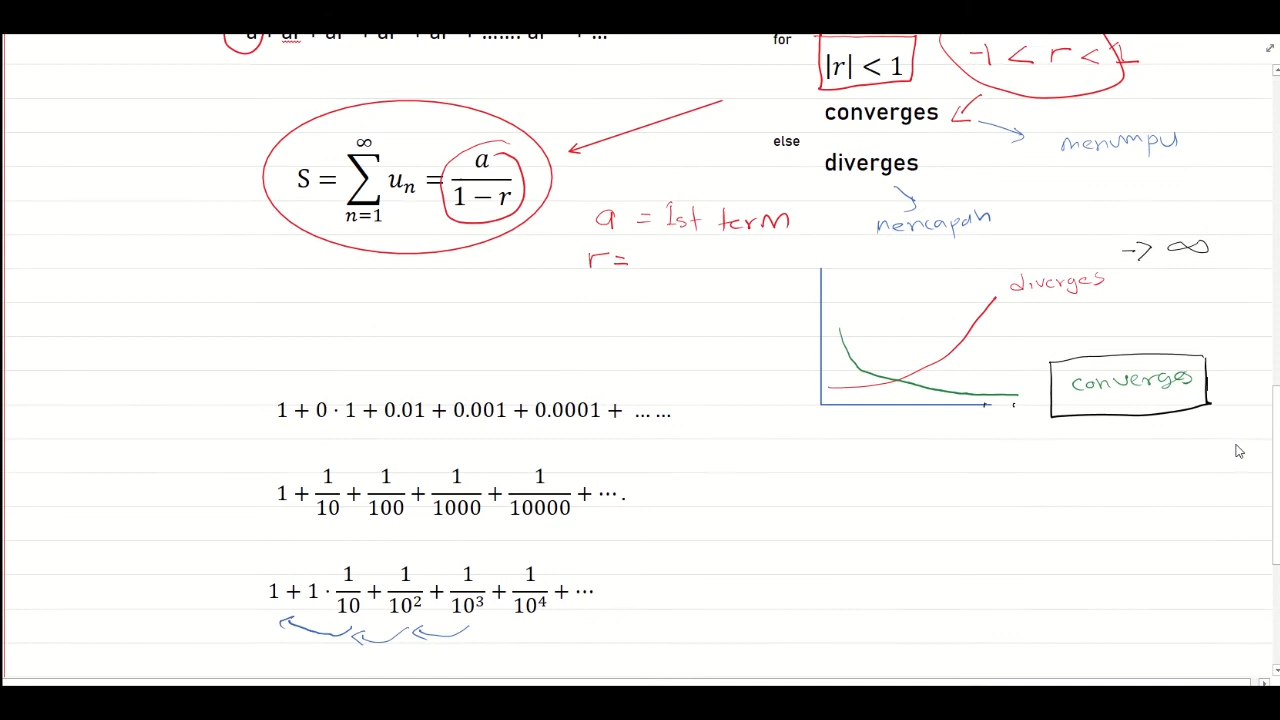 for
|r| < 1
-1 < r < 1
converges
menumpu
else
diverges
nencapah
S = ∑_{n=1}^{∞} u_n = a/(1 − r)
a = 1st term
r =
→ ∞
diverges
converges
1 + 0 · 1 + 0.01 + 0.001 + 0.0001 + ... ...
1 + 1/10 + 1/100 + 1/1000 + 1/10000 + ⋯.
1 + 1 · 1/10 + 1/10² + 1/10³ + 1/10⁴ + ⋯